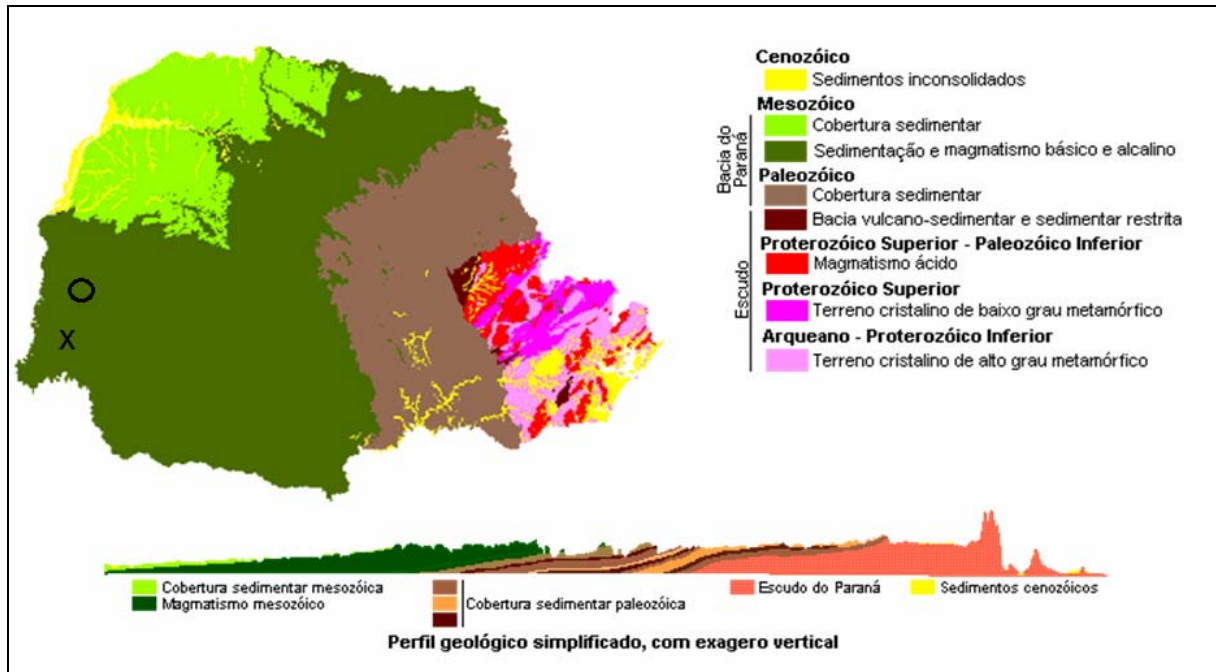 Cenozóico
Sedimentos inconsolidados
Mesozóico
Cobertura sedimentar
Sedimentação e magmatismo básico e alcalino
Bacia do
Paraná
Paleozóico
Cobertura sedimentar
Bacia vulcano-sedimentar e sedimentar restrita
Proterozóico Superior - Paleozóico Inferior
Magmatismo ácido
Escudo
Proterozóico Superior
Terreno cristalino de baixo grau metamórfico
Arqueano - Proterozóico Inferior
Terreno cristalino de alto grau metamórfico
X
Cobertura sedimentar mesozóica
Magmatismo mesozóico
Cobertura sedimentar paleozóica
Escudo do Paraná
Sedimentos cenozóicos
Perfil geológico simplificado, com exagero vertical